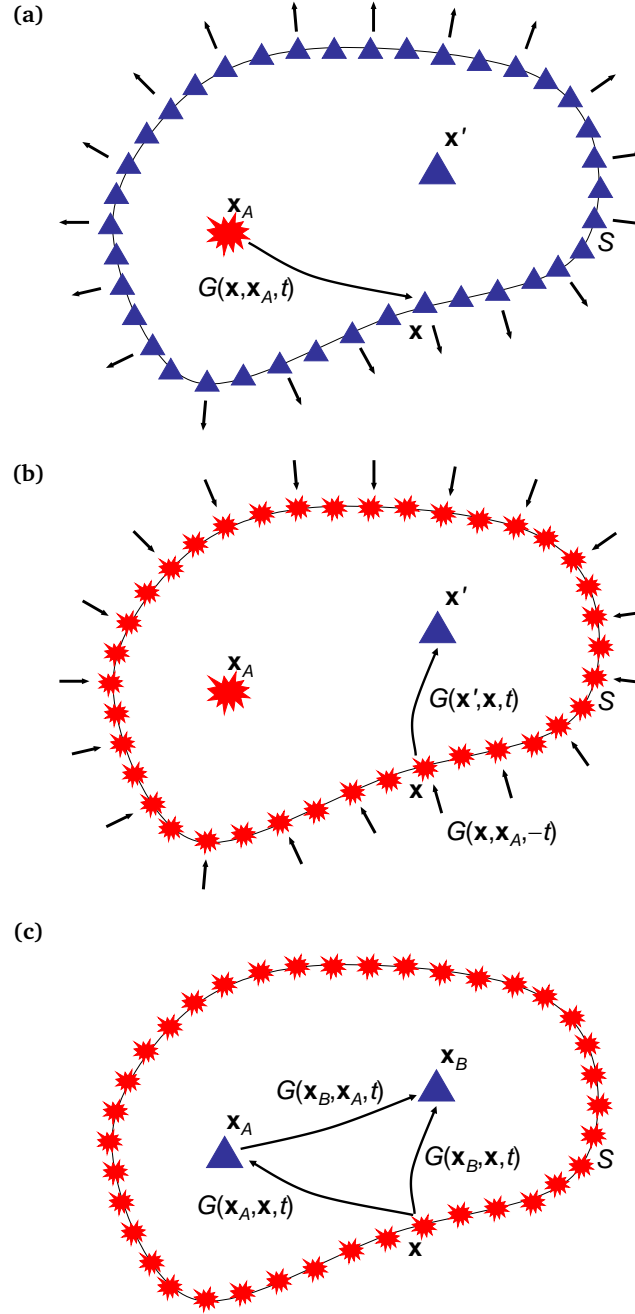 (a)
x′
x_A
S
G(x,x_A,t)
x
(b)
x′
x_A
G(x′,x,t)
S
x
G(x,x_A,−t)
(c)
x_B
G(x_B,x_A,t)
x_A
G(x_B,x,t)
S
G(x_A,x,t)
x